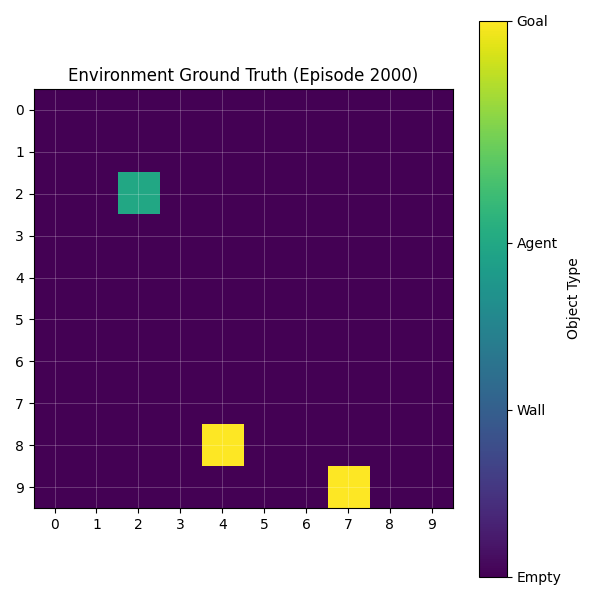 Environment Ground Truth (Episode 2000)
0
1
2
3
4
5
6
7
8
9
0 1 2 3 4 5 6 7 8 9
Goal
Agent
Wall
Empty
Object Type